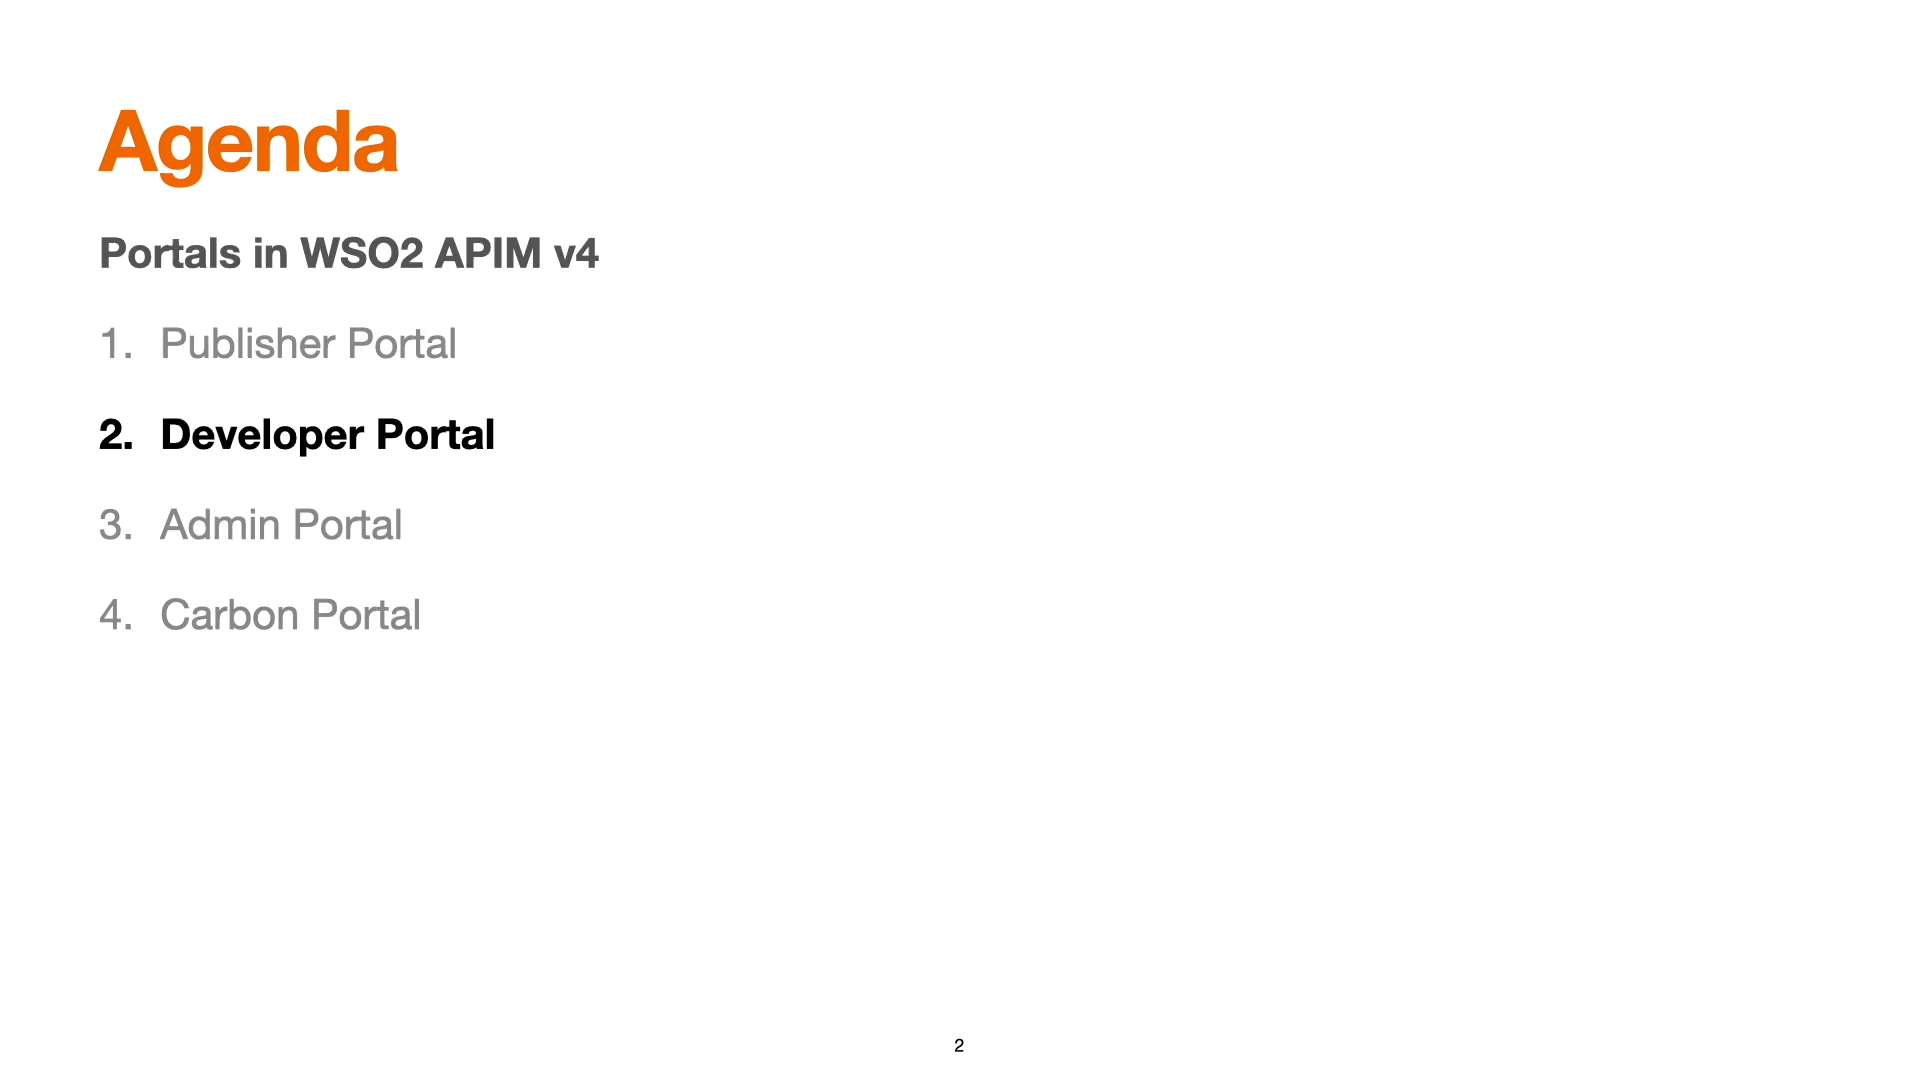 Agenda
Portals in WSO2 APIM v4
1. Publisher Portal
2. Developer Portal
3. Admin Portal
4. Carbon Portal
2